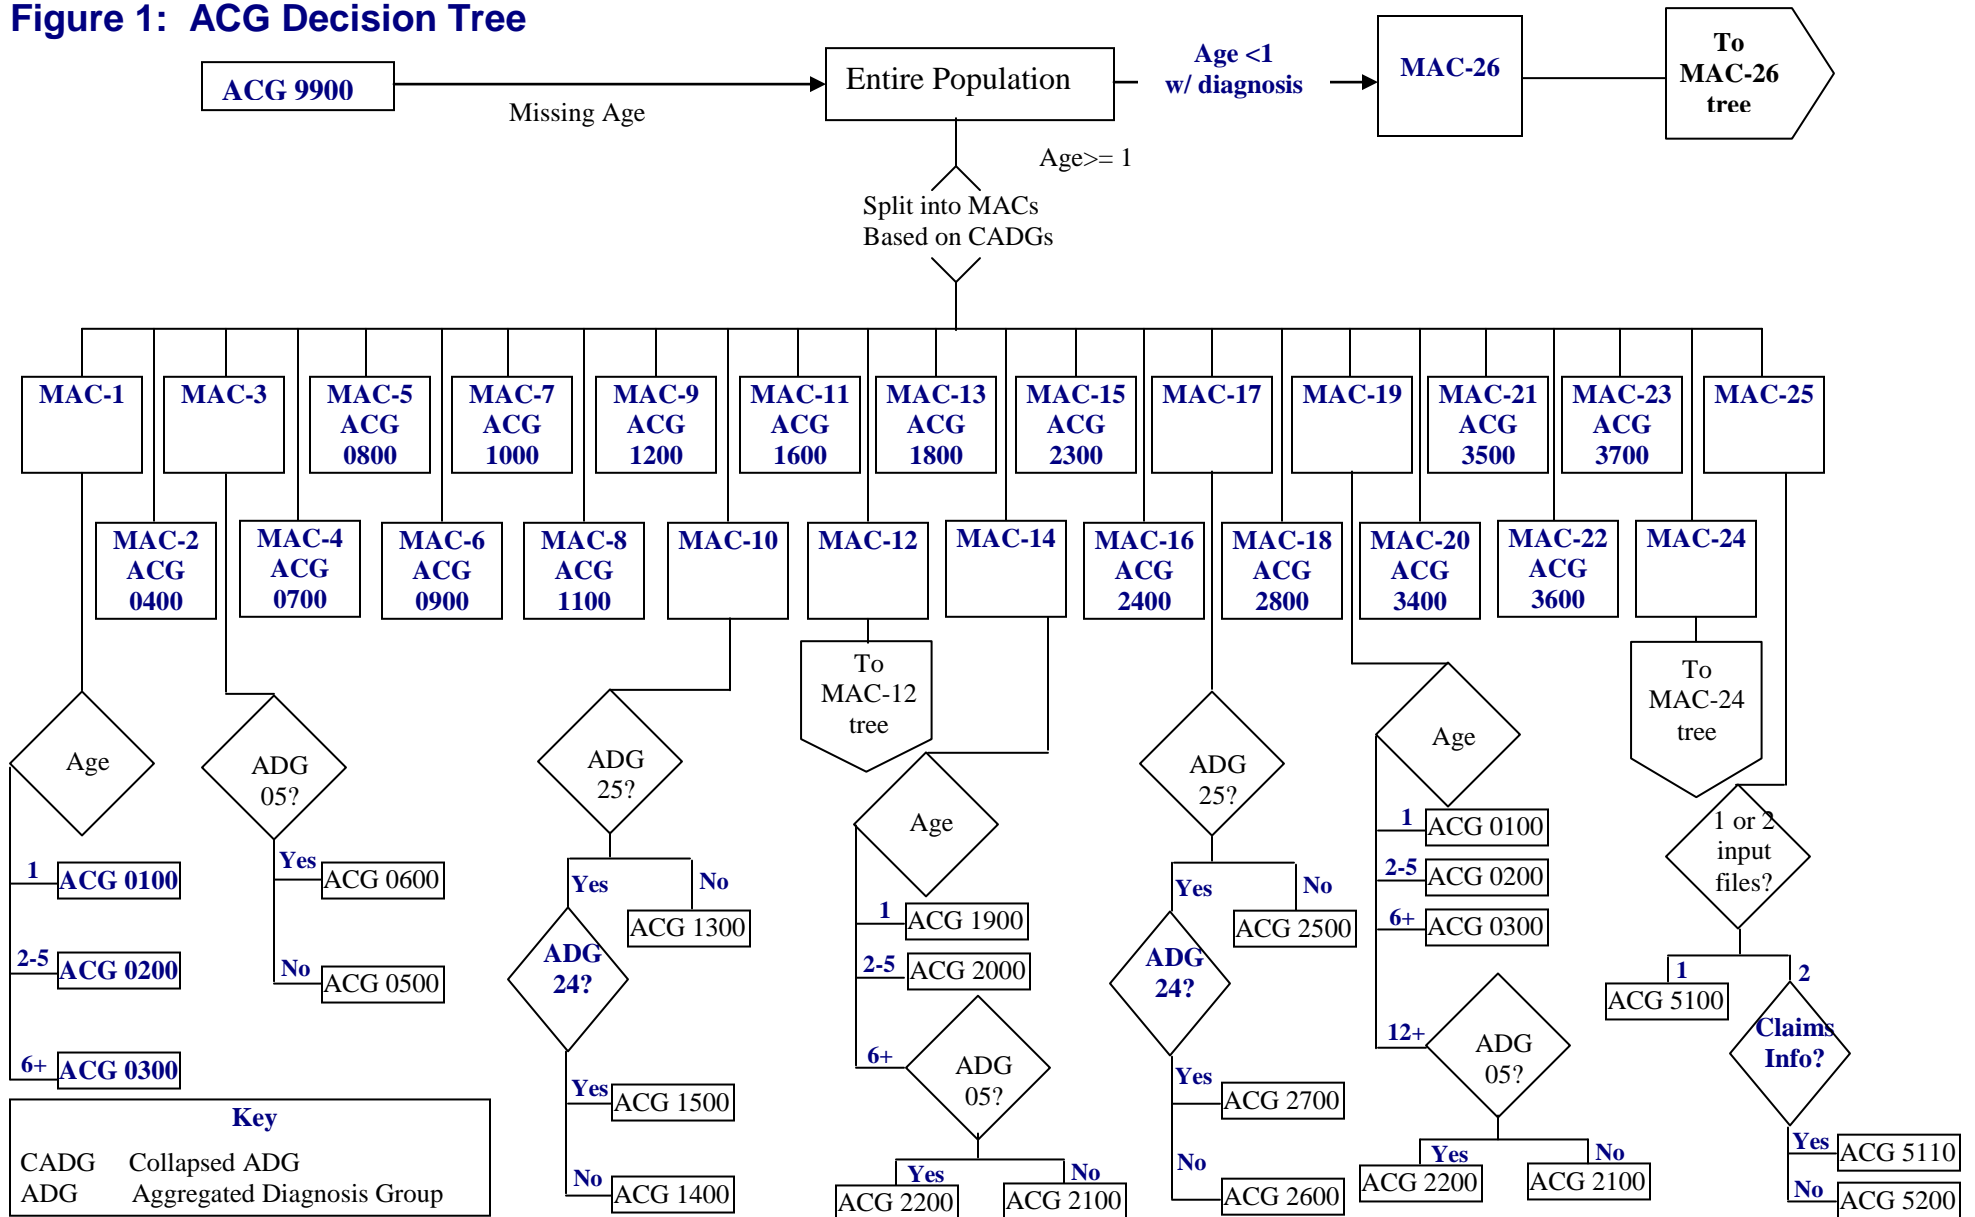 Figure 1: ACG Decision Tree
ACG 9900
Missing Age
Entire Population
Age <1
w/ diagnosis
MAC-26
To
MAC-26
tree
Age>= 1
Split into MACs
Based on CADGs
MAC-1
MAC-3
MAC-5
ACG
0800
MAC-7
ACG
1000
MAC-9
ACG
1200
MAC-11
ACG
1600
MAC-13
ACG
1800
MAC-15
ACG
2300
MAC-17
MAC-19
MAC-21
ACG
3500
MAC-23
ACG
3700
MAC-25
MAC-2
ACG
0400
MAC-4
ACG
0700
MAC-6
ACG
0900
MAC-8
ACG
1100
MAC-10
MAC-12
MAC-14
MAC-16
ACG
2400
MAC-18
ACG
2800
MAC-20
ACG
3400
MAC-22
ACG
3600
MAC-24
Age
1
ACG 0100
2-5
ACG 0200
6+
ACG 0300
ADG
05?
Yes
ACG 0600
No
ACG 0500
ADG
25?
Yes
No
ACG 1300
ADG
24?
Yes
ACG 1500
No
ACG 1400
To
MAC-12
tree
Age
1
ACG 1900
2-5
ACG 2000
6+
ADG
05?
Yes
ACG 2200
No
ACG 2100
ADG
25?
Yes
No
ACG 2500
ADG
24?
Yes
ACG 2700
No
ACG 2600
Age
1
ACG 0100
2-5
ACG 0200
6+
ACG 0300
12+
ADG
05?
Yes
ACG 2200
No
ACG 2100
To
MAC-24
tree
1 or 2
input
files?
1
ACG 5100
2
Claims
Info?
Yes
ACG 5110
No
ACG 5200
Key
CADG Collapsed ADG
ADG Aggregated Diagnosis Group